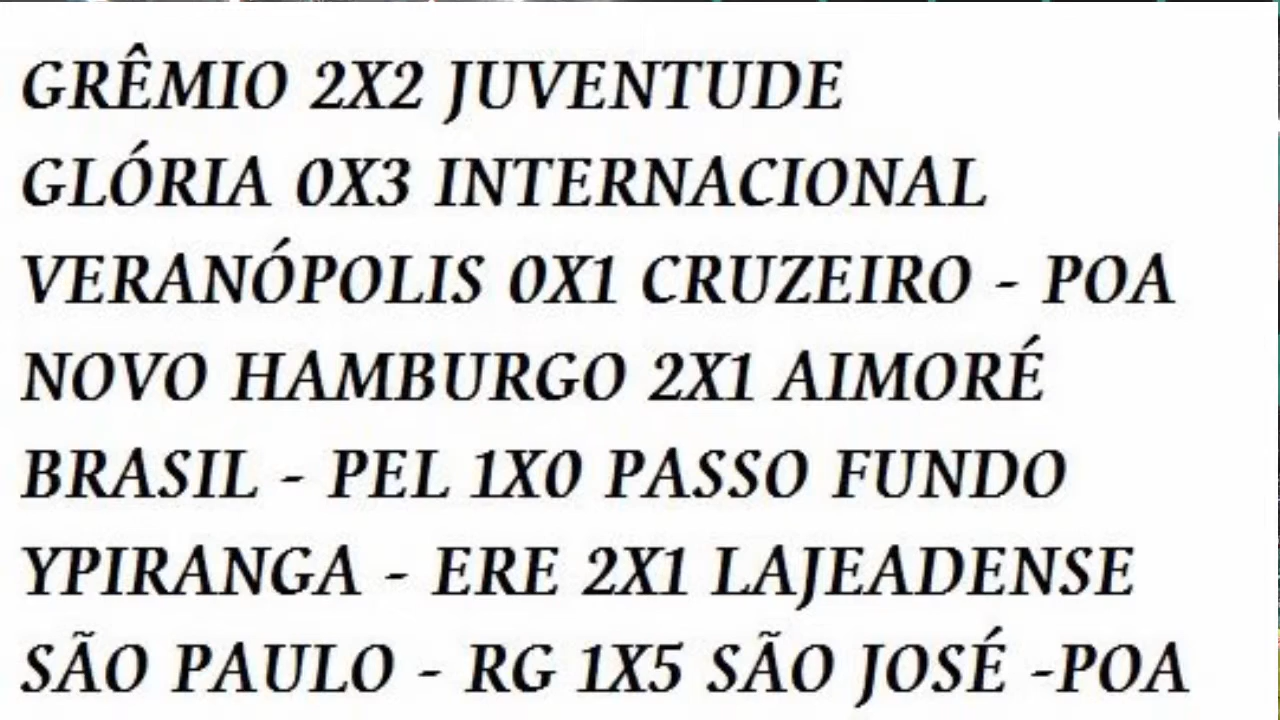 GRÊMIO 2X2 JUVENTUDE
GLÓRIA 0X3 INTERNACIONAL
VERANÓPOLIS 0X1 CRUZEIRO - POA
NOVO HAMBURGO 2X1 AIMORÉ
BRASIL - PEL 1X0 PASSO FUNDO
YPIRANGA - ERE 2X1 LAJEADENSE
SÃO PAULO - RG 1X5 SÃO JOSÉ -POA